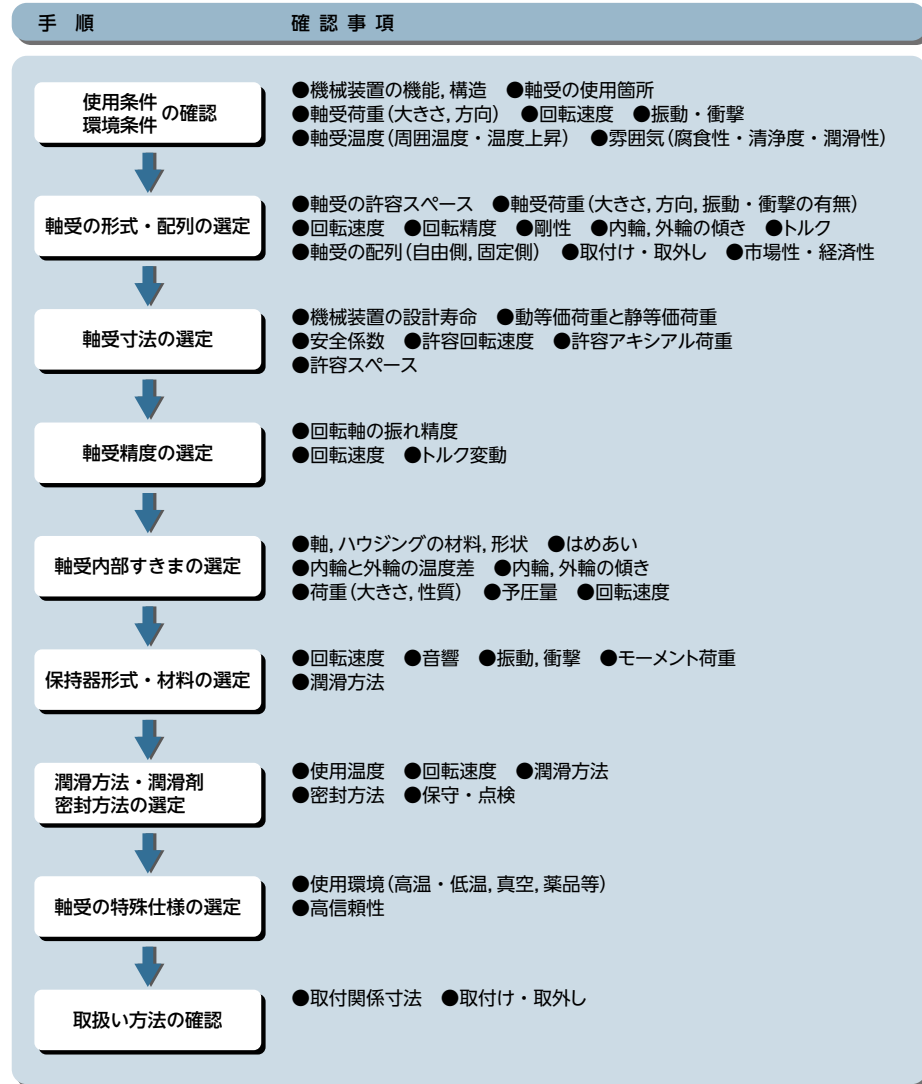 手 順 確 認 事 項
使用条件
環境条件 の確認
●機械装置の機能, 構造 ●軸受の使用箇所
●軸受荷重(大きさ, 方向) ●回転速度 ●振動・衝撃
●軸受温度(周囲温度・温度上昇) ●雰囲気(腐食性・清浄度・潤滑性)
軸受の形式・配列の選定
●軸受の許容スペース ●軸受荷重(大きさ, 方向, 振動・衝撃の有無)
●回転速度 ●回転精度 ●剛性 ●内輪, 外輪の傾き ●トルク
●軸受の配列(自由側, 固定側) ●取付け・取外し ●市場性・経済性
軸受寸法の選定
●機械装置の設計寿命 ●動等価荷重と静等価荷重
●安全係数 ●許容回転速度 ●許容アキシアル荷重
●許容スペース
軸受精度の選定
●回転軸の振れ精度
●回転速度 ●トルク変動
軸受内部すきまの選定
●軸, ハウジングの材料, 形状 ●はめあい
●内輪と外輪の温度差 ●内輪, 外輪の傾き
●荷重(大きさ, 性質) ●予圧量 ●回転速度
保持器形式・材料の選定
●回転速度 ●音響 ●振動, 衝撃 ●モーメント荷重
●潤滑方法
潤滑方法・潤滑剤
密封方法の選定
●使用温度 ●回転速度 ●潤滑方法
●密封方法 ●保守・点検
軸受の特殊仕様の選定
●使用環境(高温・低温, 真空, 薬品等)
●高信頼性
取扱い方法の確認
●取付関係寸法 ●取付け・取外し